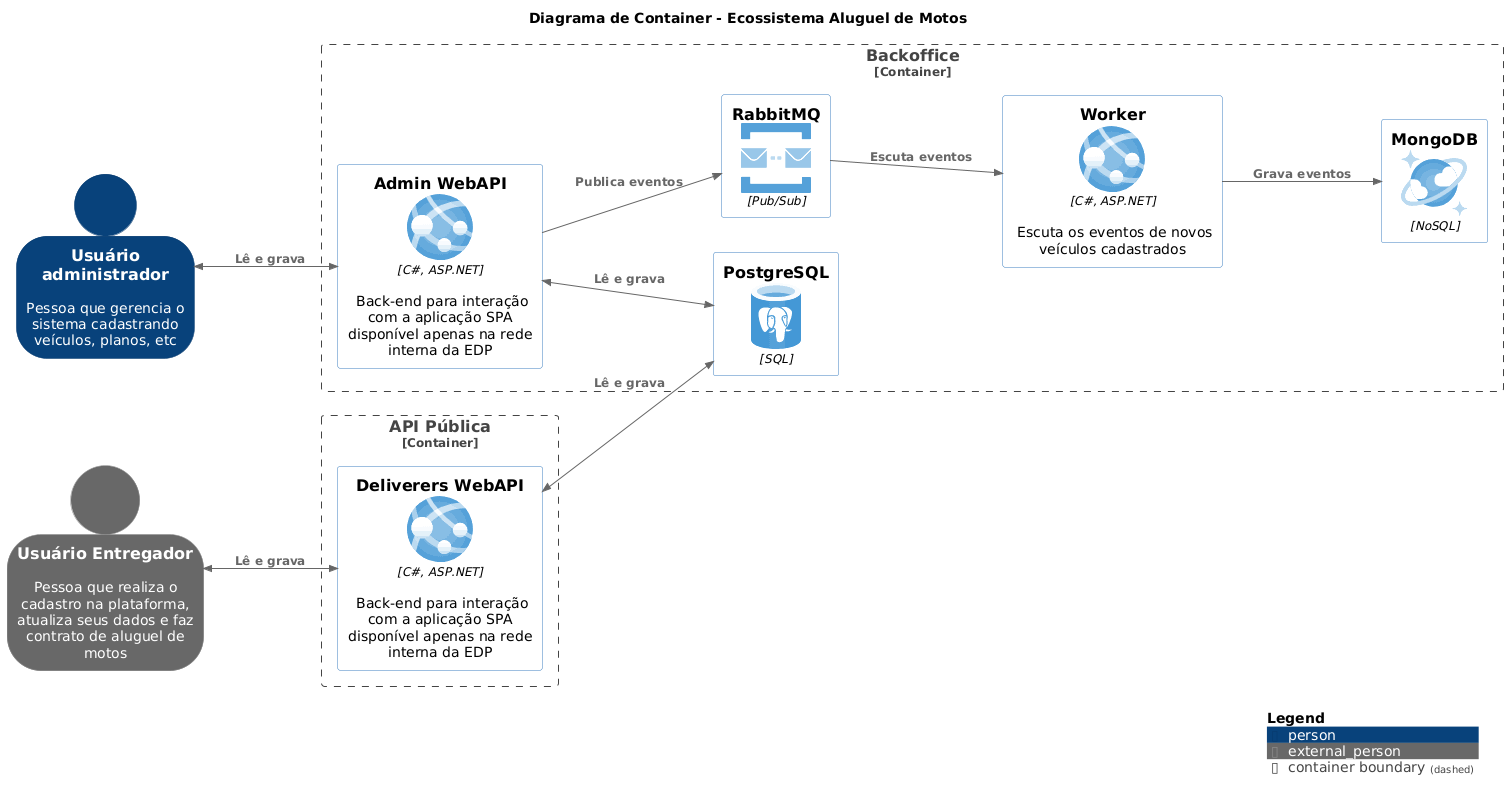 Diagrama de Container - Ecossistema Aluguel de Motos
Backoffice
[Container]
RabbitMQ
[Pub/Sub]
Worker
[C#, ASP.NET]
Escuta os eventos de novos
veículos cadastrados
MongoDB
[NoSQL]
Admin WebAPI
[C#, ASP.NET]
Back-end para interação
com a aplicação SPA
disponível apenas na rede
interna da EDP
Publica eventos
Escuta eventos
Grava eventos
Usuário
administrador
Pessoa que gerencia o
sistema cadastrando
veículos, planos, etc
Lê e grava
Lê e grava
PostgreSQL
[SQL]
Lê e grava
API Pública
[Container]
Deliverers WebAPI
[C#, ASP.NET]
Back-end para interação
com a aplicação SPA
disponível apenas na rede
interna da EDP
Usuário Entregador
Pessoa que realiza o
cadastro na plataforma,
atualiza seus dados e faz
contrato de aluguel de
motos
Lê e grava
Legend
person
external_person
container boundary (dashed)